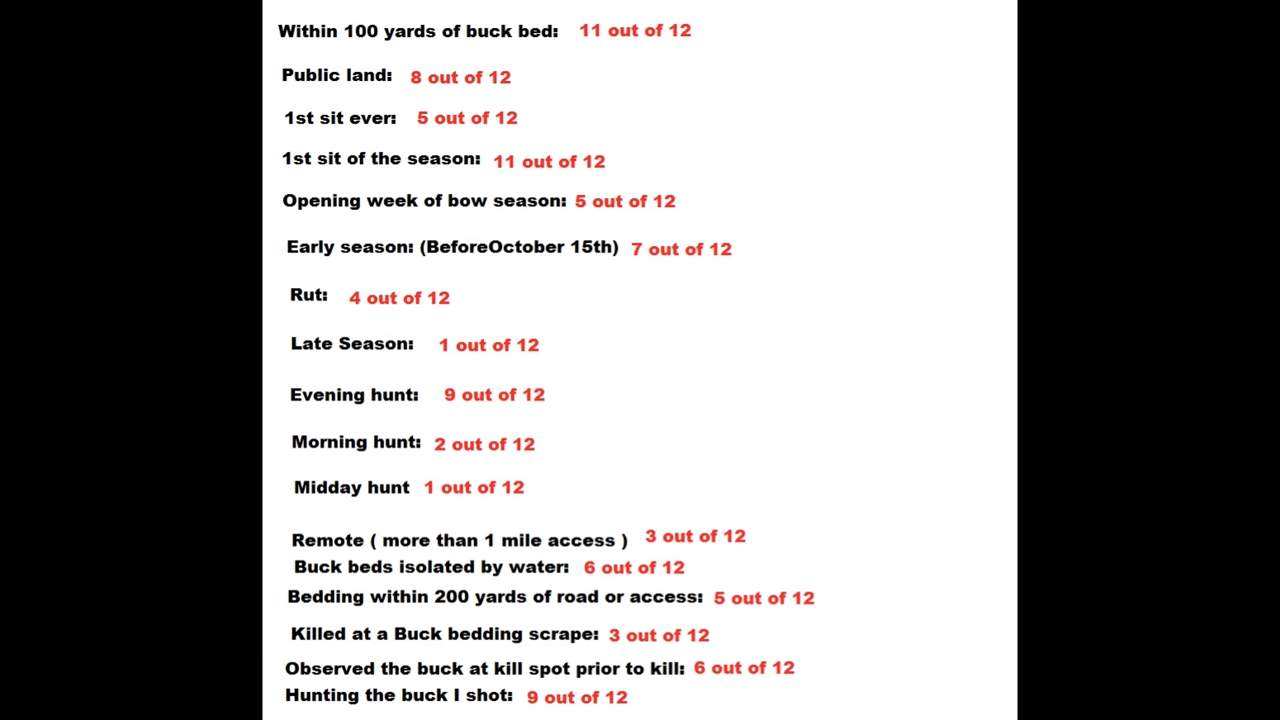 Within 100 yards of buck bed: 11 out of 12
Public land: 8 out of 12
1st sit ever: 5 out of 12
1st sit of the season: 11 out of 12
Opening week of bow season: 5 out of 12
Early season: (BeforeOctober 15th) 7 out of 12
Rut: 4 out of 12
Late Season: 1 out of 12
Evening hunt: 9 out of 12
Morning hunt: 2 out of 12
Midday hunt 1 out of 12
Remote ( more than 1 mile access ) 3 out of 12
Buck beds isolated by water: 6 out of 12
Bedding within 200 yards of road or access: 5 out of 12
Killed at a Buck bedding scrape: 3 out of 12
Observed the buck at kill spot prior to kill: 6 out of 12
Hunting the buck I shot: 9 out of 12